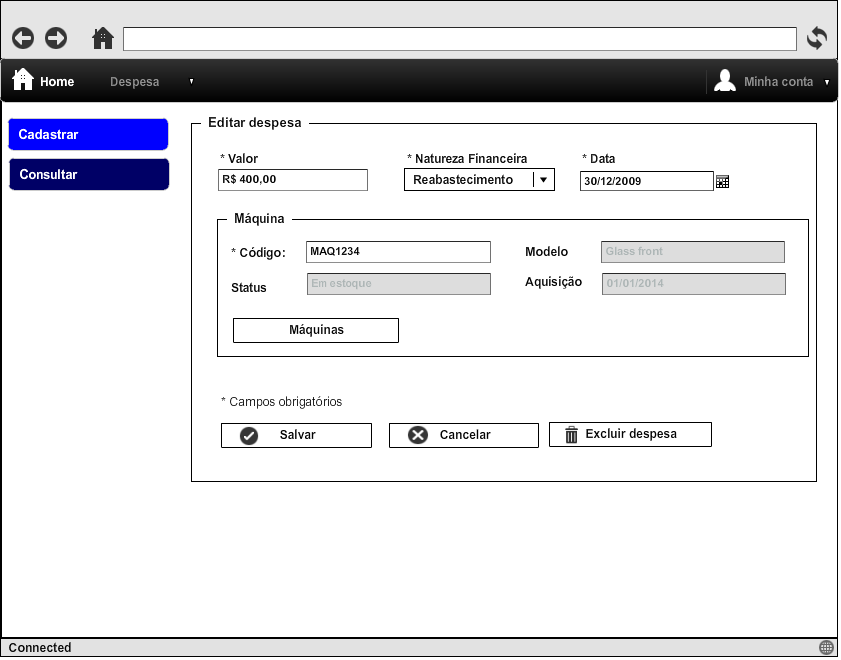 Home Despesa Minha conta
Cadastrar
Consultar
Editar despesa
* Valor * Natureza Financeira * Data
R$ 400,00 Reabastecimento 30/12/2009
Máquina
* Código: MAQ1234 Modelo Glass front
Status Em estoque Aquisição 01/01/2014
Máquinas
* Campos obrigatórios
Salvar Cancelar Excluir despesa
Connected